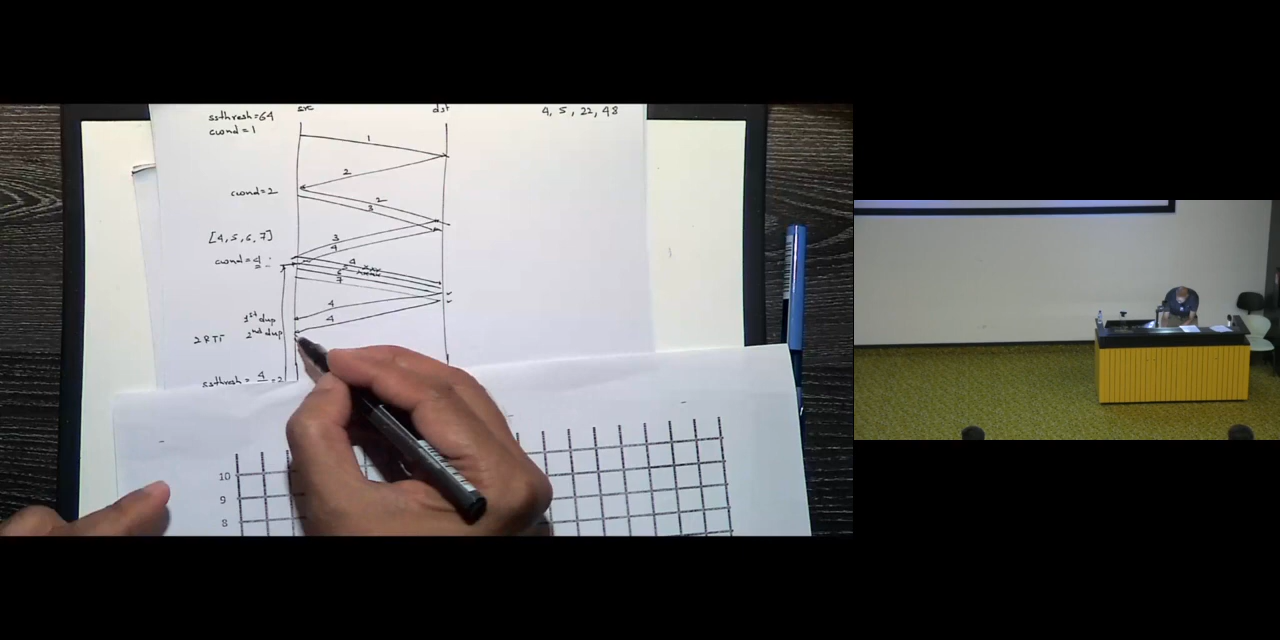 src
dst
4, 5, 22, 48
ssthresh=64
cwnd=1
1
2
cwnd=2
2
3
[4, 5, 6, 7]
3
4
cwnd=4
4
7
4
1st dup
4
2 RTT
2nd dup
ssthresh = 4 = 2
10
9
8